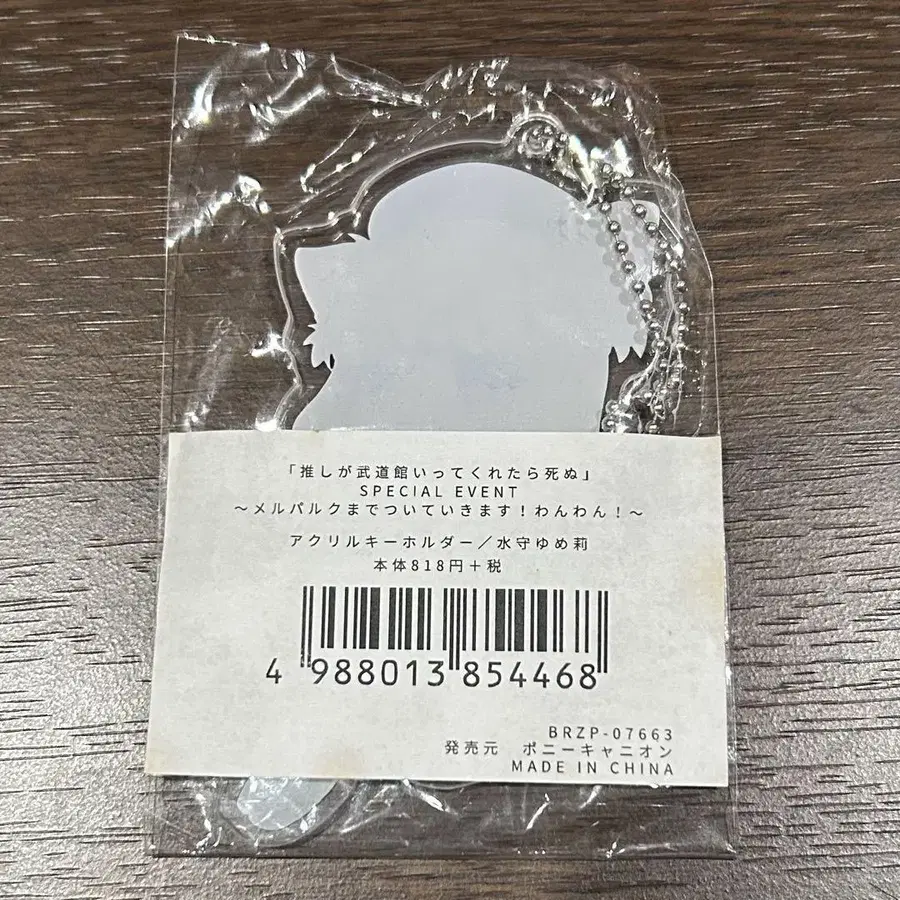 「推しが武道館いってくれたら死ぬ」
SPECIAL EVENT
～メルパルクまでついていきます！わんわん！～
アクリルキーホルダー／水守ゆめ莉
本体818円＋税
4 988013 854468
BRZP-07663
発売元 ポニーキャニオン
MADE IN CHINA